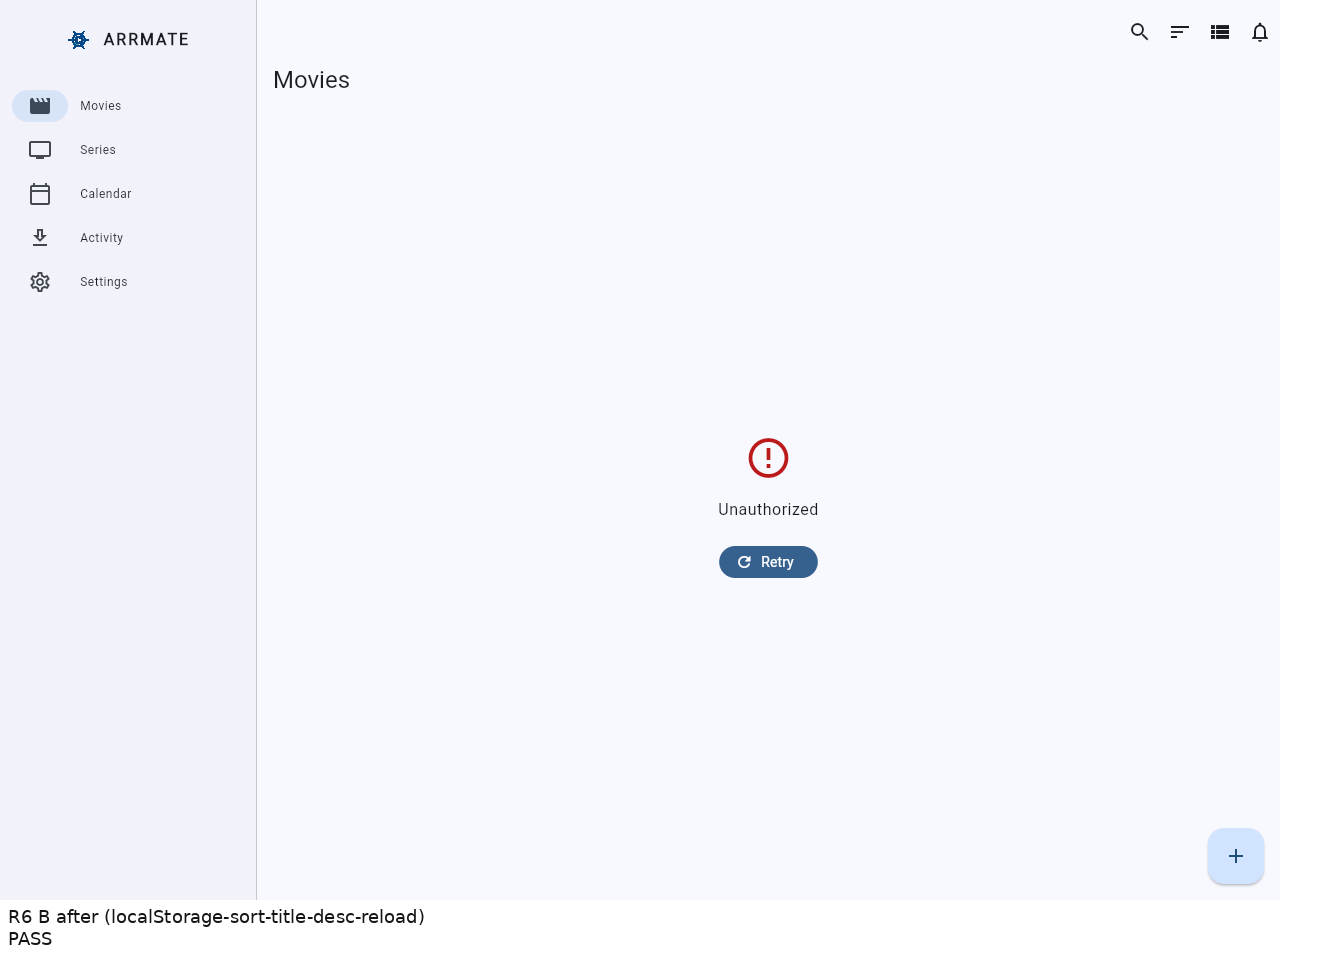 ARRMATE
Movies
Series
Calendar
Activity
Settings
Movies
Unauthorized
Retry
R6 B after (localStorage-sort-title-desc-reload)
PASS